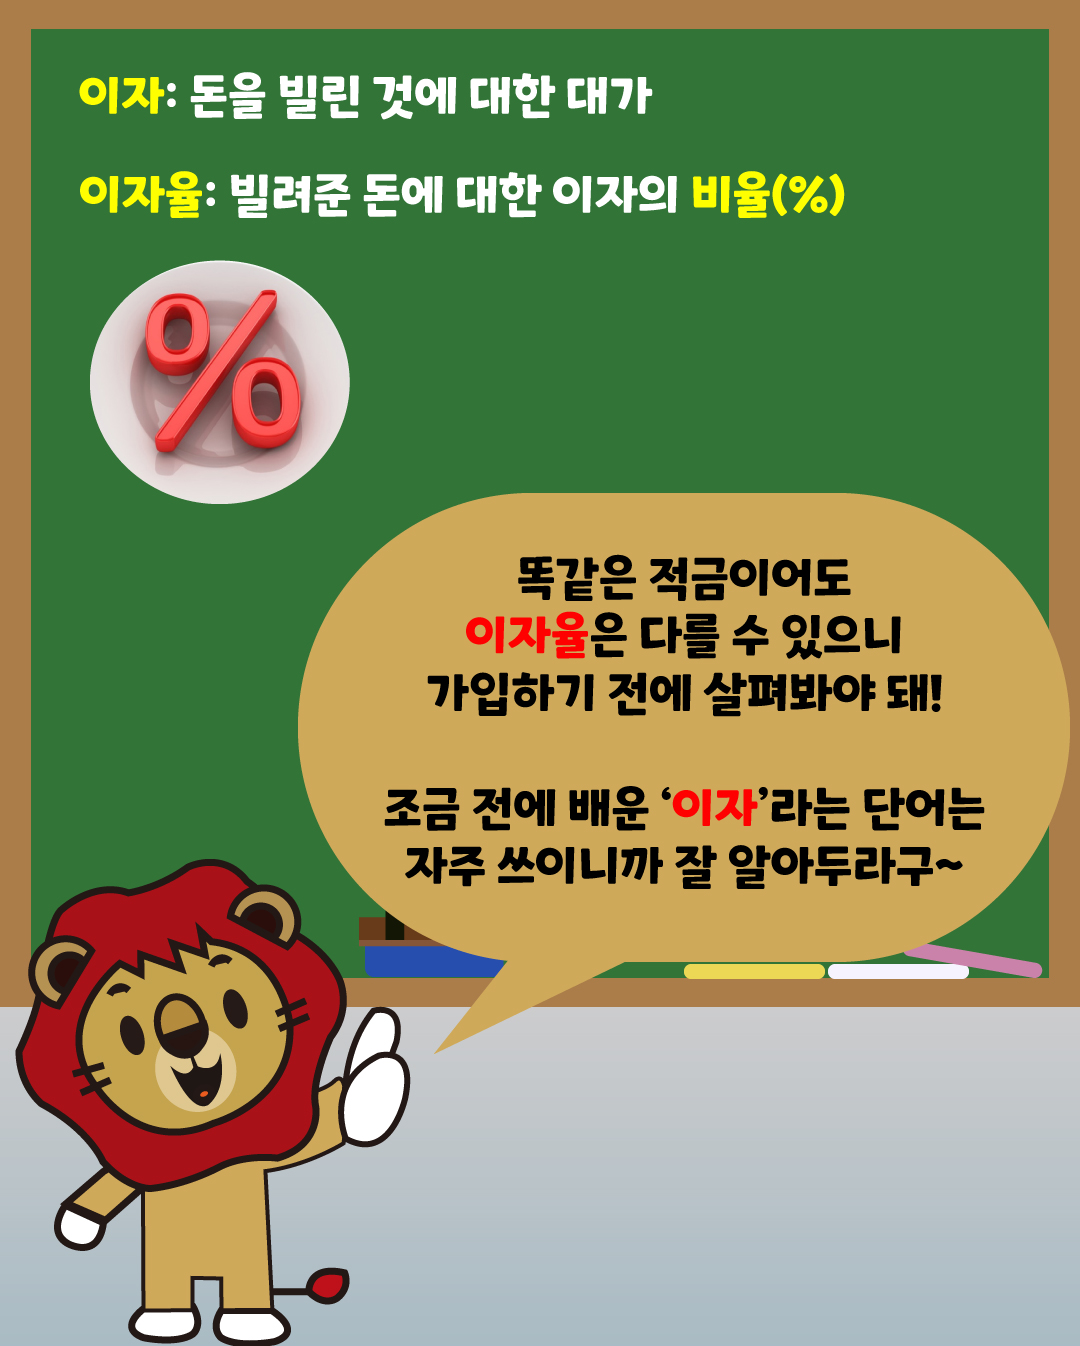 이자: 돈을 빌린 것에 대한 대가
이자율: 빌려준 돈에 대한 이자의 비율(%)
%
똑같은 적금이어도
이자율은 다를 수 있으니
가입하기 전에 살펴봐야 돼!
조금 전에 배운 ‘이자’라는 단어는
자주 쓰이니까 잘 알아두라구~